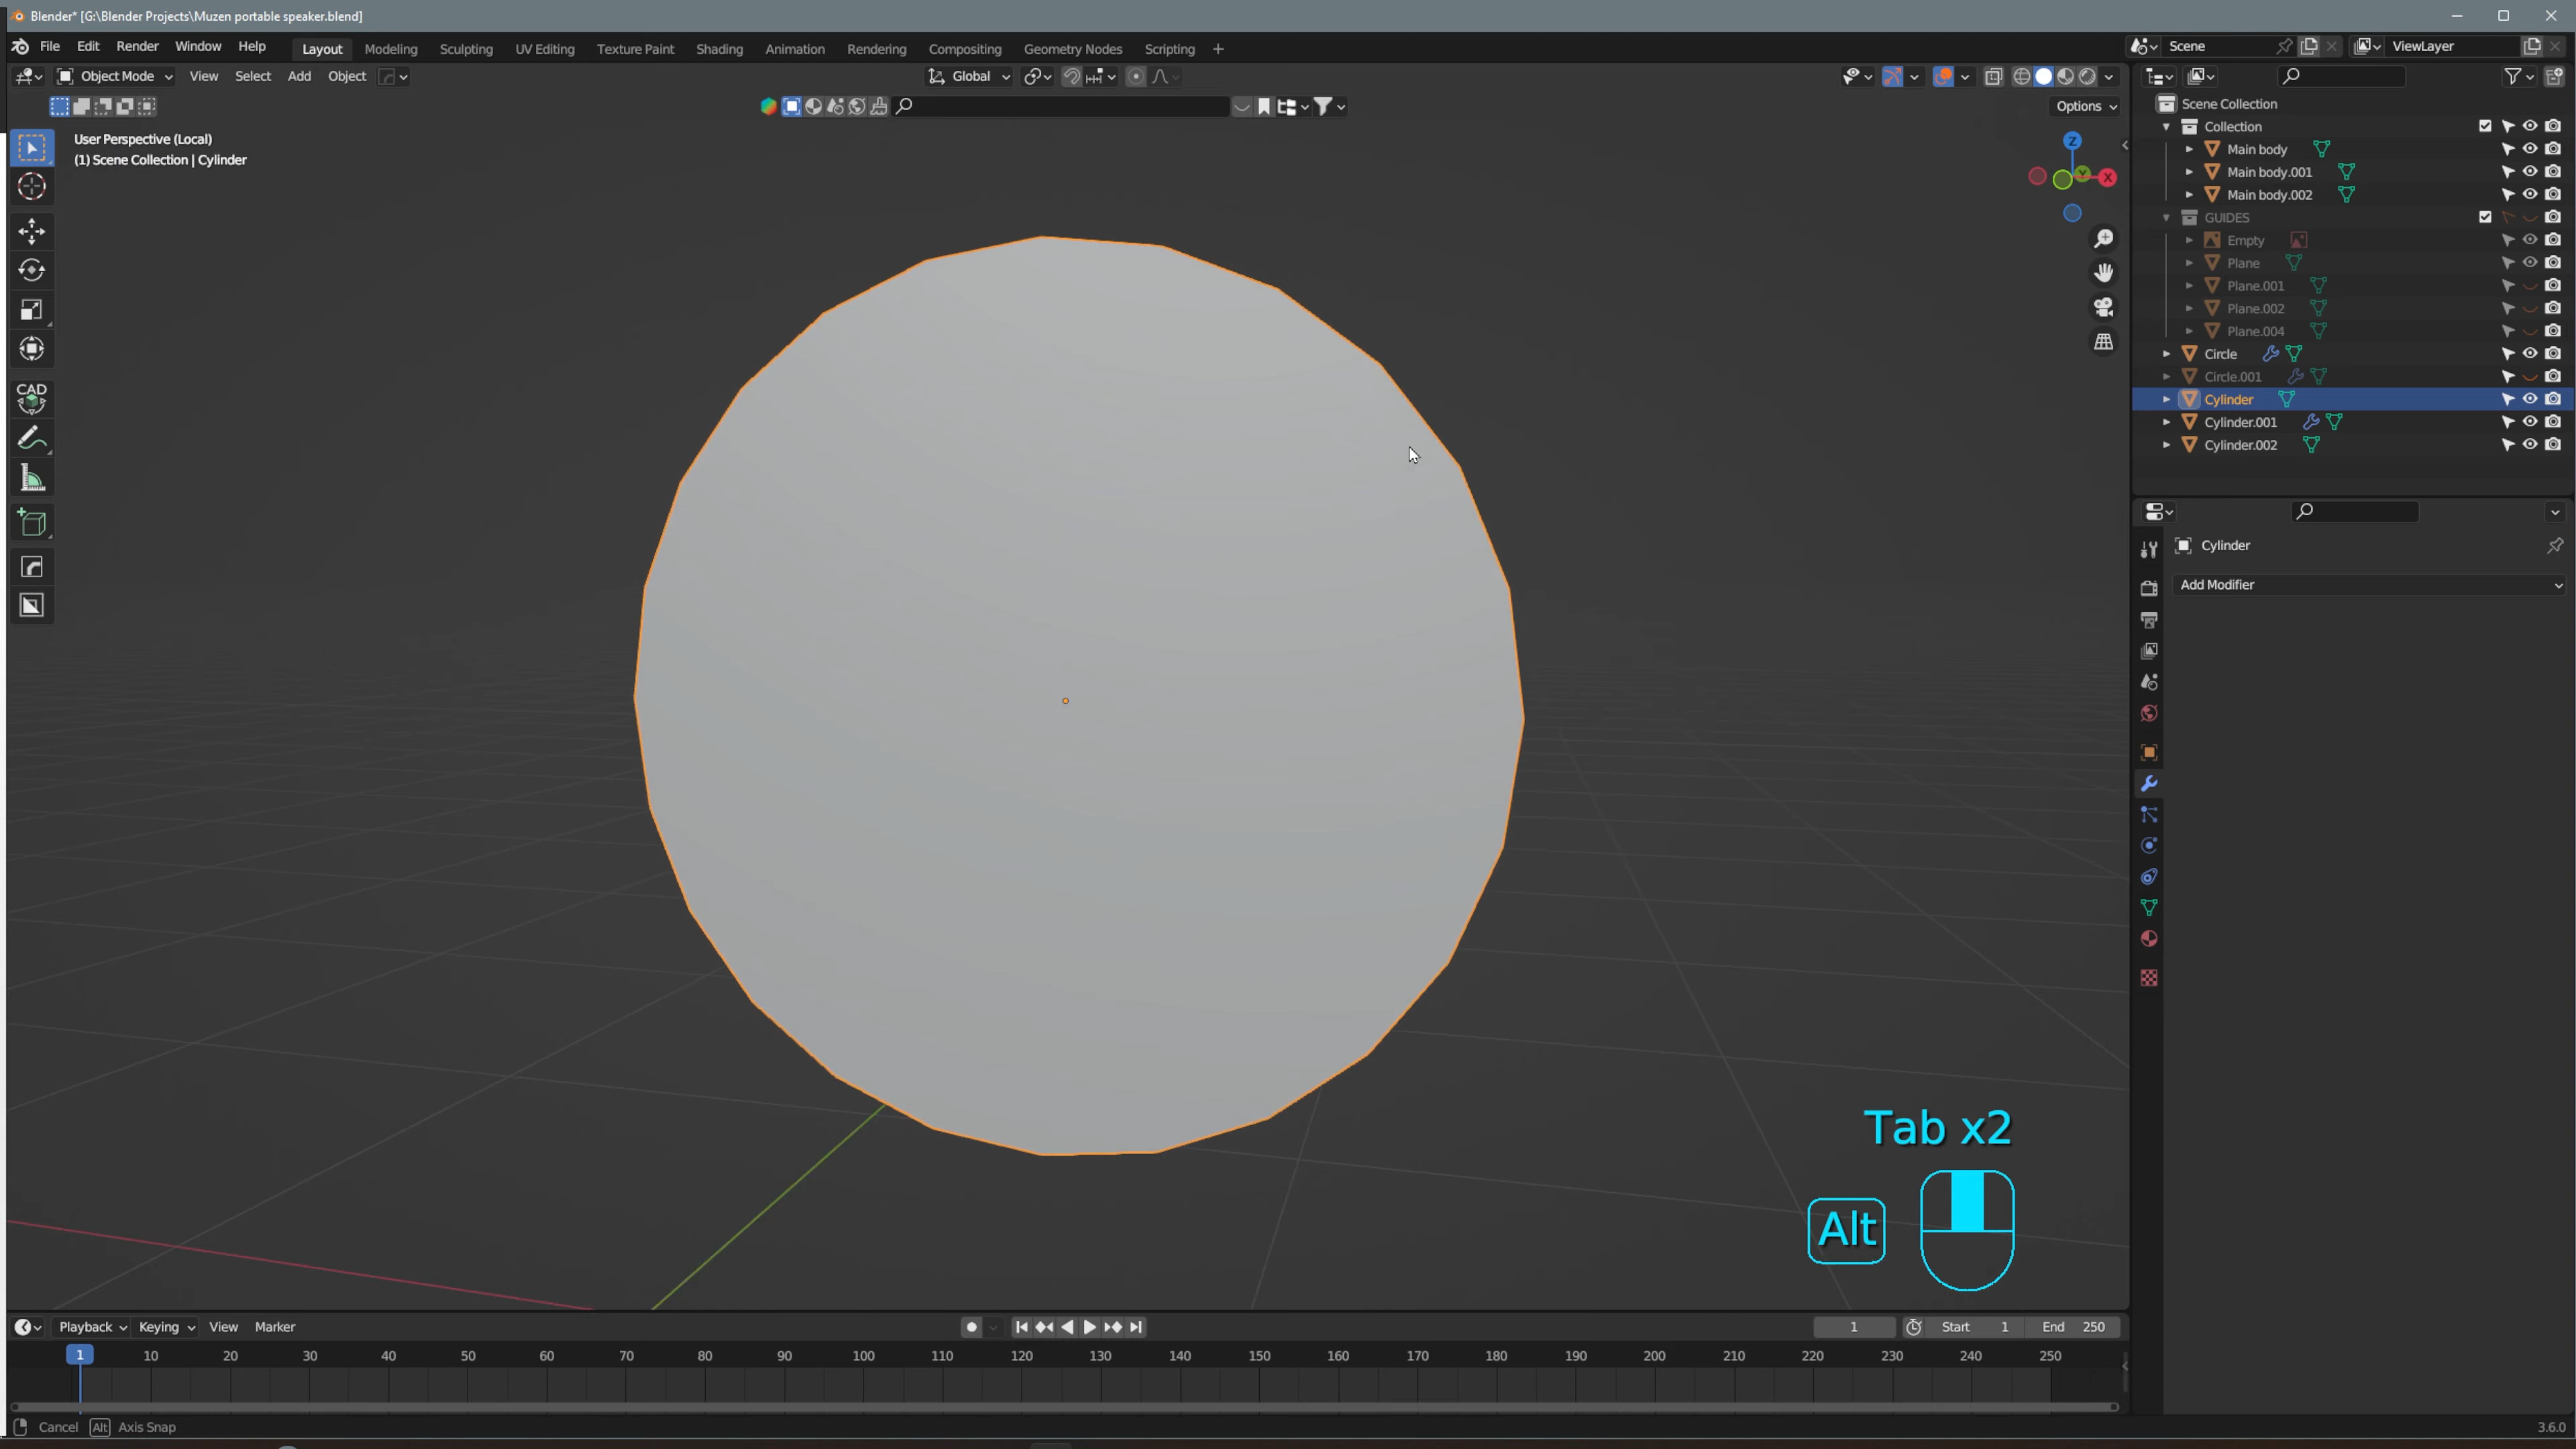 Blender* [G:\Blender Projects\Muzen portable speaker.blend]
File Edit Render Window Help Layout Modeling Sculpting UV Editing Texture Paint Shading Animation Rendering Compositing Geometry Nodes Scripting + Scene ViewLayer
Object Mode View Select Add Object Global
Options
User Perspective (Local)
(1) Scene Collection | Cylinder
Z
Y
X
CAD
Scene Collection
Collection
Main body
Main body.001
Main body.002
GUIDES
Empty
Plane
Plane.001
Plane.002
Plane.004
Circle
Circle.001
Cylinder
Cylinder.001
Cylinder.002
Cylinder
Add Modifier
Tab x2
Alt
Playback Keying View Marker 1 Start 1 End 250
1 10 20 30 40 50 60 70 80 90 100 110 120 130 140 150 160 170 180 190 200 210 220 230 240 250
Cancel Alt Axis Snap 3.6.0